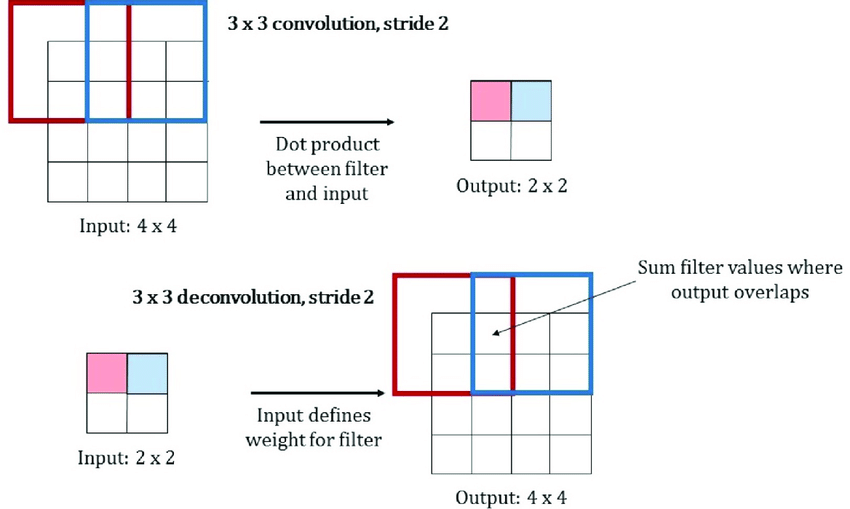 3 x 3 convolution, stride 2
Dot product
between filter
and input
Input: 4 x 4
Output: 2 x 2
3 x 3 deconvolution, stride 2
Sum filter values where
output overlaps
Input defines
weight for filter
Input: 2 x 2
Output: 4 x 4